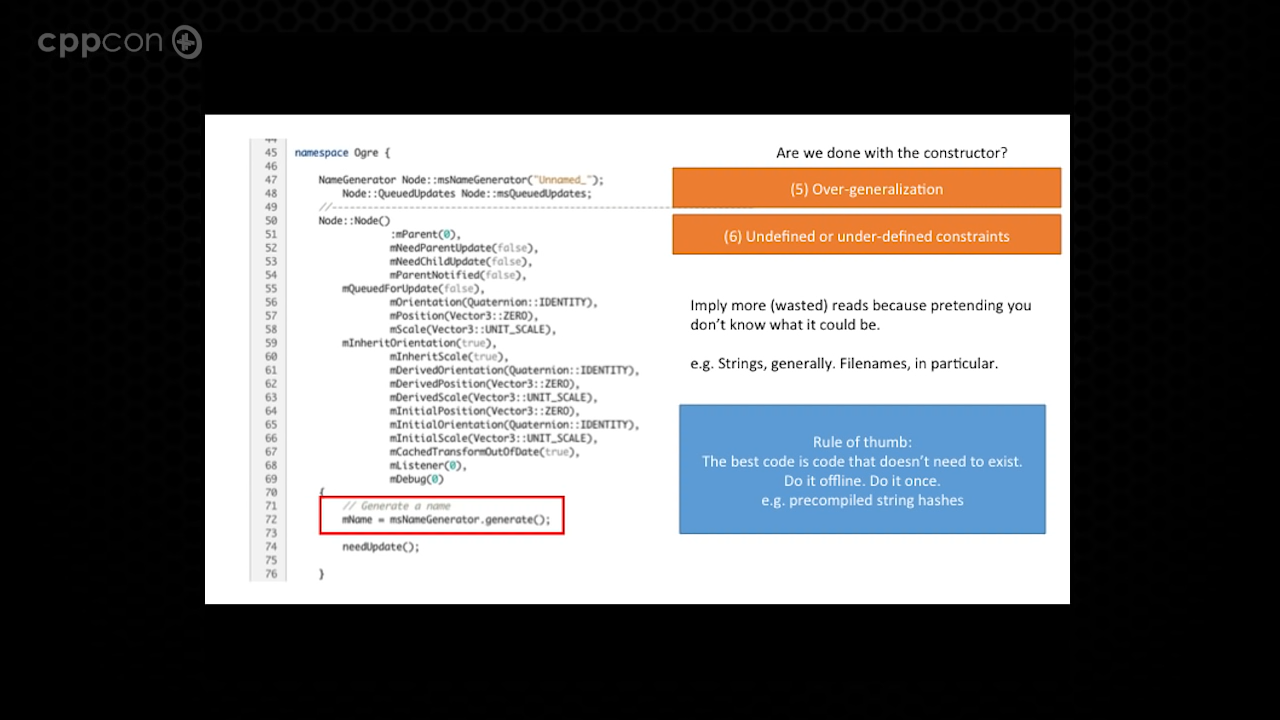 cppcon
44
45 namespace Ogre {
46
47 NameGenerator Node::msNameGenerator("Unnamed_");
48 Node::QueuedUpdates Node::msQueuedUpdates;
49 //-----------------------------------------------------------------------
50 Node::Node()
51 :mParent(0),
52 mNeedParentUpdate(false),
53 mNeedChildUpdate(false),
54 mParentNotified(false),
55 mQueuedForUpdate(false),
56 mOrientation(Quaternion::IDENTITY),
57 mPosition(Vector3::ZERO),
58 mScale(Vector3::UNIT_SCALE),
59 mInheritOrientation(true),
60 mInheritScale(true),
61 mDerivedOrientation(Quaternion::IDENTITY),
62 mDerivedPosition(Vector3::ZERO),
63 mDerivedScale(Vector3::UNIT_SCALE),
64 mInitialPosition(Vector3::ZERO),
65 mInitialOrientation(Quaternion::IDENTITY),
66 mInitialScale(Vector3::UNIT_SCALE),
67 mCachedTransformOutOfDate(true),
68 mListener(0),
69 mDebug(0)
70 {
71 // Generate a name
72 mName = msNameGenerator.generate();
73
74 needUpdate();
75
76 }
Are we done with the constructor?
(5) Over-generalization
(6) Undefined or under-defined constraints
Imply more (wasted) reads because pretending you
don't know what it could be.
e.g. Strings, generally. Filenames, in particular.
Rule of thumb:
The best code is code that doesn't need to exist.
Do it offline. Do it once.
e.g. precompiled string hashes